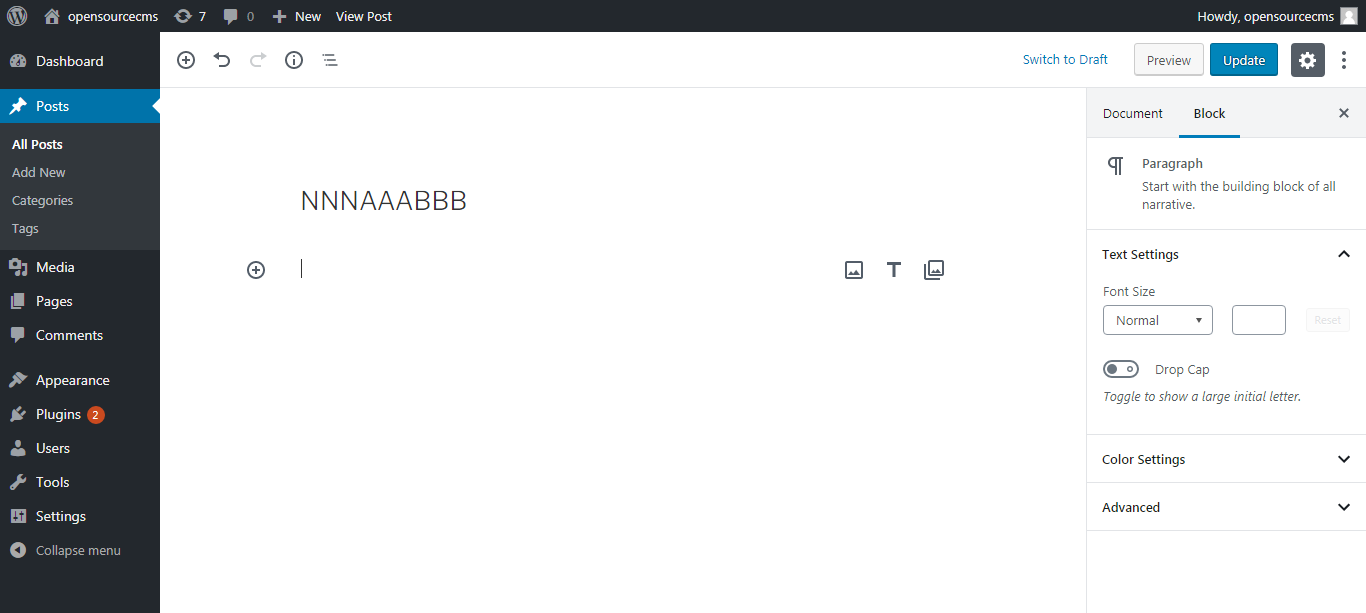 opensourcecms 7 0 New View Post Howdy, opensourcecms
Dashboard
Posts
All Posts
Add New
Categories
Tags
Media
Pages
Comments
Appearance
Plugins 2
Users
Tools
Settings
Collapse menu
Switch to Draft Preview Update
NNNAAABBB
Document Block
Paragraph
Start with the building block of all
narrative.
Text Settings
Font Size
Normal Reset
Drop Cap
Toggle to show a large initial letter.
Color Settings
Advanced